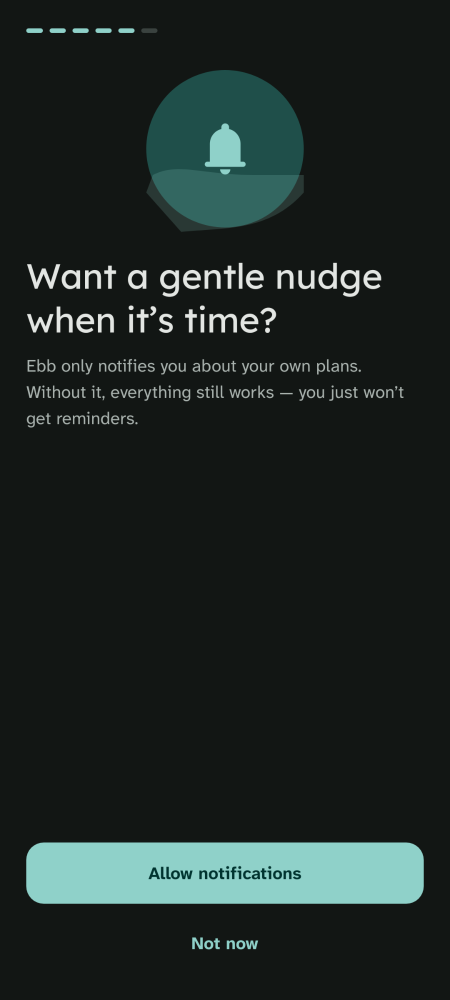 Want a gentle nudge
when it’s time?
Ebb only notifies you about your own plans.
Without it, everything still works — you just won’t
get reminders.
Allow notifications
Not now